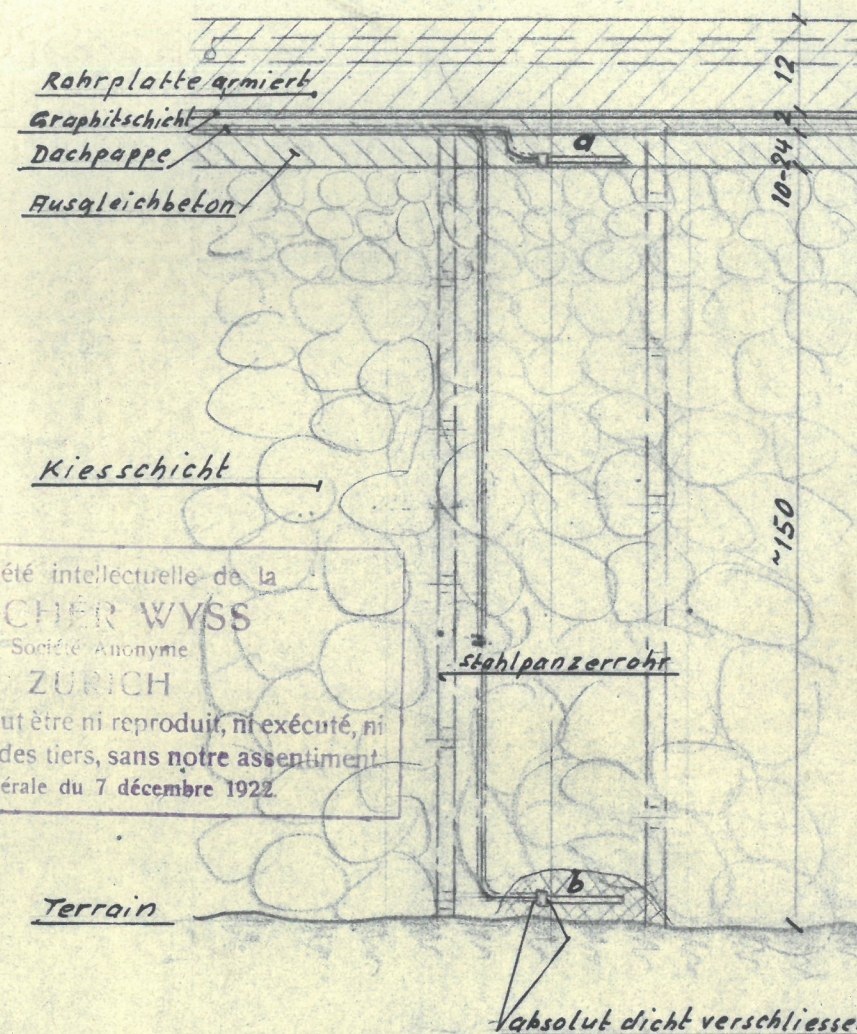 Rohrplatte armiert
Graphitschicht
Dachpappe
Ausgleichbeton
12
2
10-24
a
Kiesschicht
~150
été intellectuelle de la
CHER WYSS
Société Anonyme
ZURICH
ut être ni reproduit, ni exécuté, ni
des tiers, sans notre assentiment.
érale du 7 décembre 1922.
Stahlpanzerrohr
b
Terrain
absolut dicht verschliesse